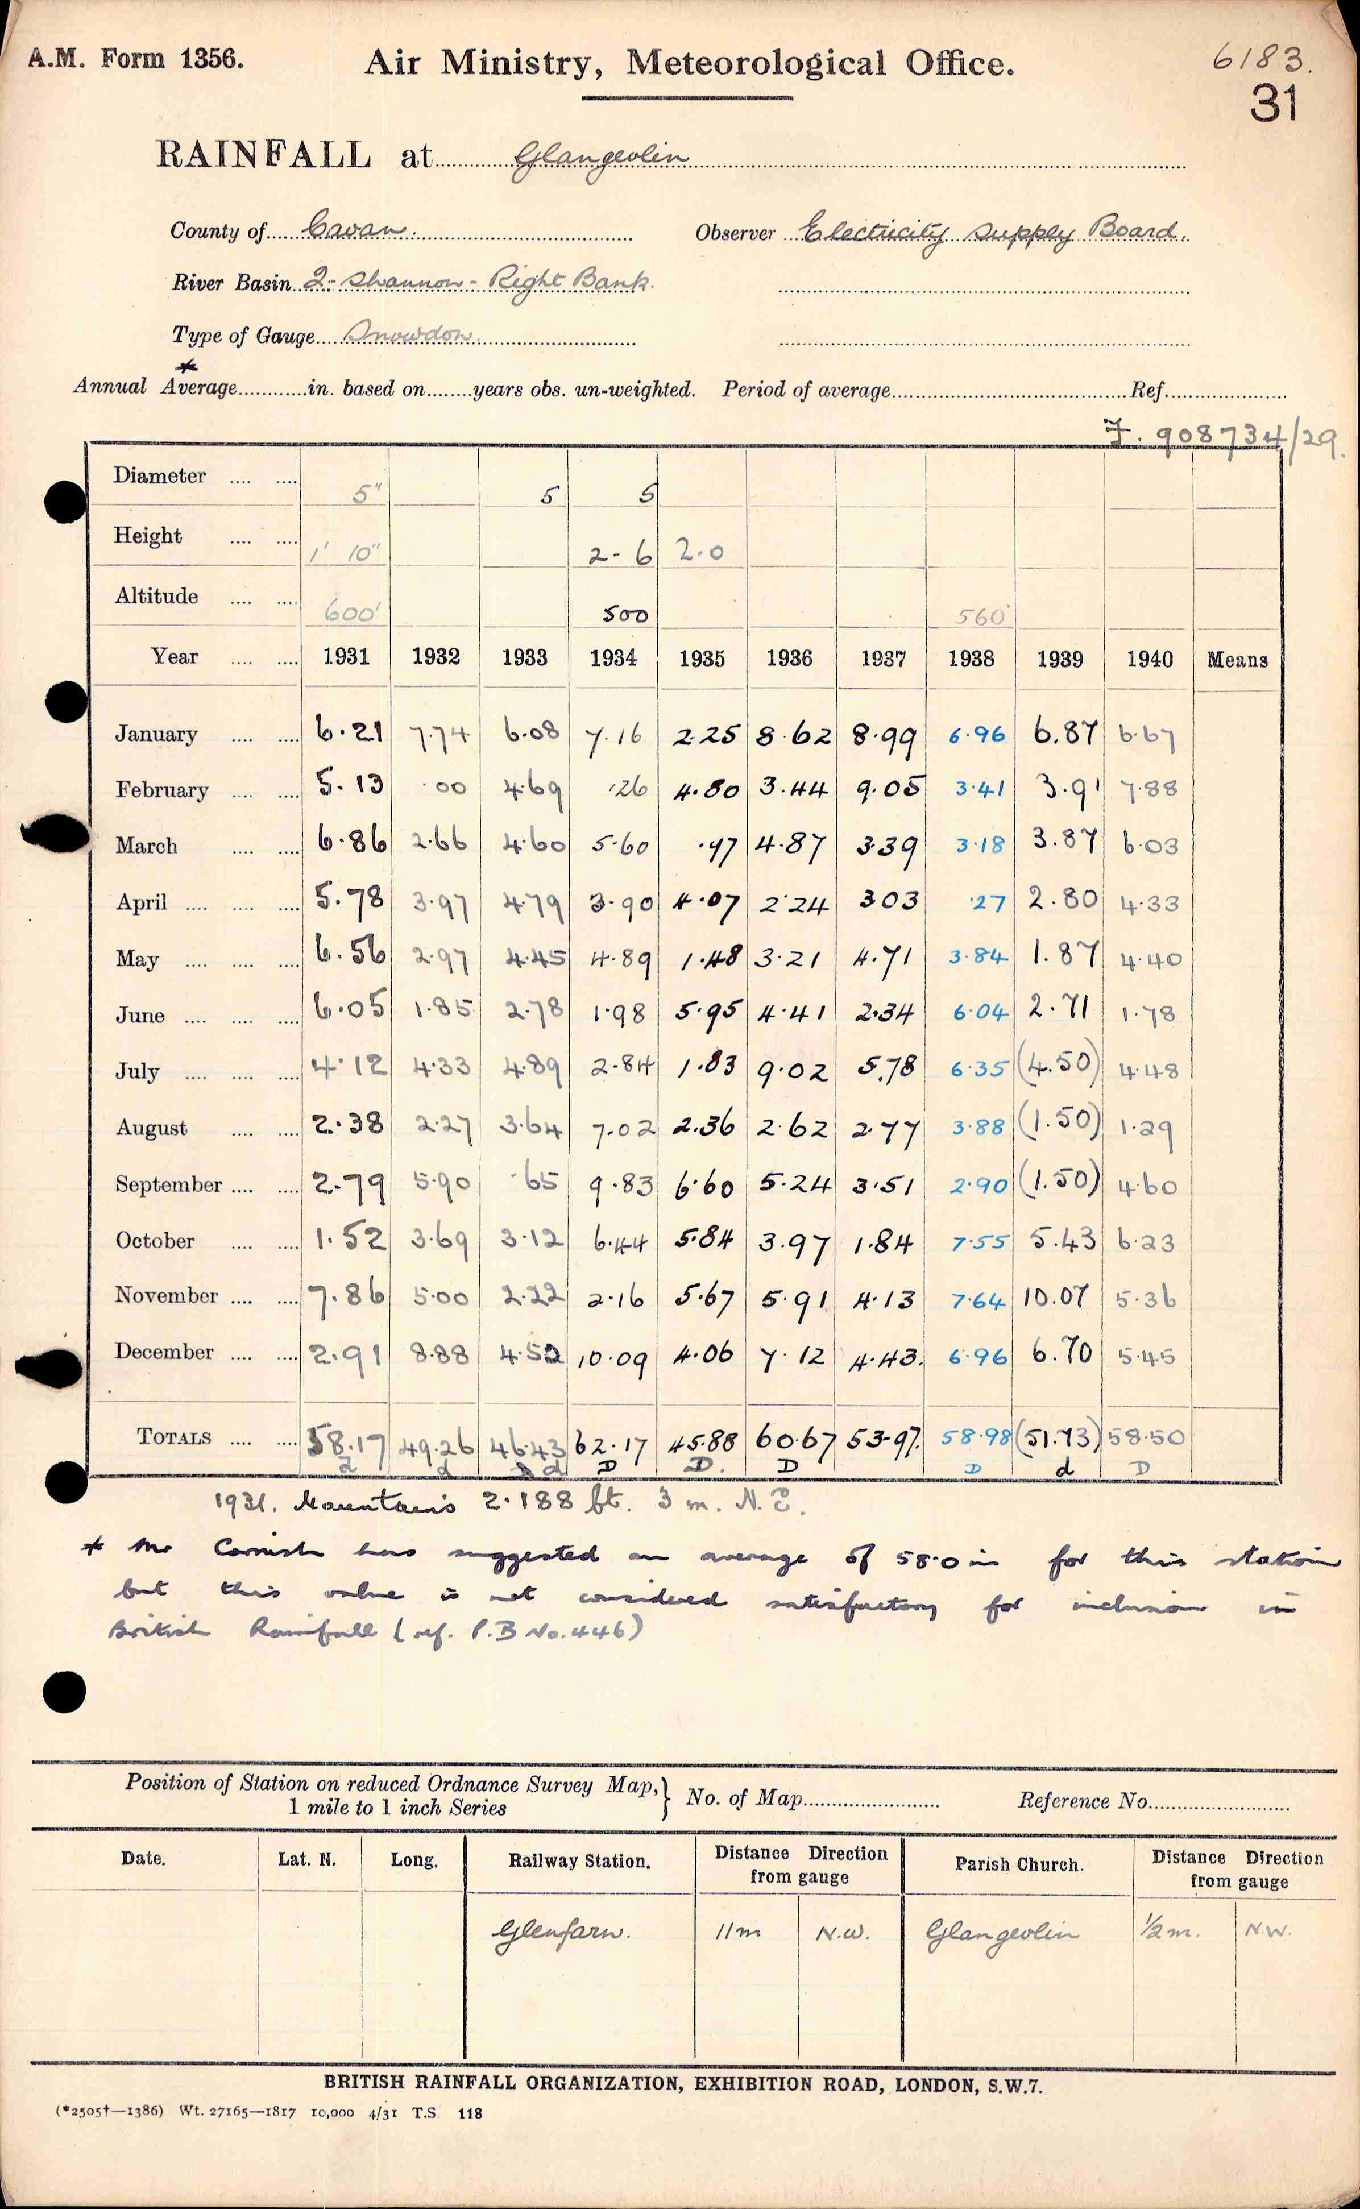 A.M. Form 1356.
Air Ministry, Meteorological Office.
6183.
31
RAINFALL at Glangevlin
County of Cavan. Observer Electricity Supply Board.
River Basin 2 - Shannon - Right Bank.
Type of Gauge Snowdon
*
Annual Average in. based on years obs. un-weighted. Period of average Ref.
F. 908734/29.
Diameter 5" 5 5
Height 1' 10" 2-6 2.0
Altitude 600' 500 560'
Year 1931 1932 1933 1934 1935 1936 1937 1938 1939 1940 Means
January 6.21 7.74 6.08 7.16 2.25 8.62 8.99 6.96 6.87 6.67
February 5.13 .00 4.69 .26 4.80 3.44 9.05 3.41 3.91 7.88
March 6.86 2.66 4.60 5.60 .97 4.87 3.39 3.18 3.87 6.03
April 5.78 3.97 4.79 3.90 4.07 2.24 3.03 .27 2.80 4.33
May 6.56 2.97 4.45 4.89 1.48 3.21 4.71 3.84 1.87 4.40
June 6.05 1.85 2.78 1.98 5.95 4.41 2.34 6.04 2.71 1.78
July 4.12 4.33 4.89 2.84 1.83 9.02 5.78 6.35 (4.50) 4.48
August 2.38 2.27 3.64 7.02 2.36 2.62 2.77 3.88 (1.50) 1.29
September 2.79 5.90 .65 9.83 6.60 5.24 3.51 2.90 (1.50) 4.60
October 1.52 3.69 3.12 6.44 5.84 3.97 1.84 7.55 5.43 6.23
November 7.86 5.00 2.22 2.16 5.67 5.91 4.13 7.64 10.07 5.36
December 2.91 8.88 4.52 10.09 4.06 7.12 4.43. 6.96 6.70 5.45
TOTALS 58.17 49.26 46.43 62.17 45.88 60.67 53.97. 58.98 (51.73) 58.50
d d d D D. D D d D
1931. Mountains 2.188 ft. 3 m. N.E.
* Mr Cornish has suggested an average of 58.0 in for this station
but this value is not considered satisfactory for inclusion in
British Rainfall (ref. P.B No. 446)
Position of Station on reduced Ordnance Survey Map, } No. of Map Reference No.
1 mile to 1 inch Series
Date. Lat. N. Long. Railway Station. Distance Direction from gauge Parish Church. Distance Direction from gauge
Glenfarn. 11m N.W. Glangevlin 1/2 m. N.W.
BRITISH RAINFALL ORGANIZATION, EXHIBITION ROAD, LONDON, S.W.7.
(*2505†—1386) Wt. 27165—1817 10,000 4/31 T.S 118